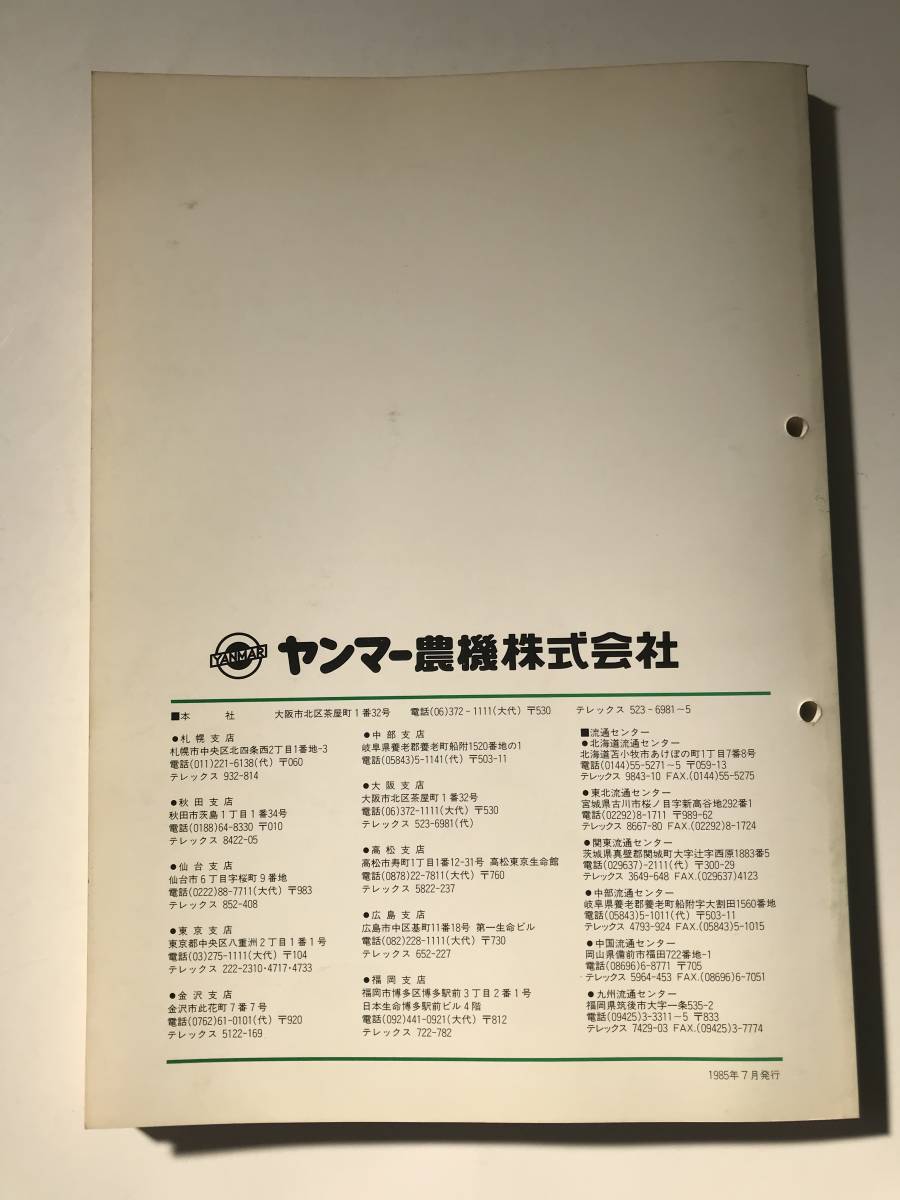 YANMAR ヤンマー農機株式会社
■本 社 大阪市北区茶屋町1番32号 電話(06)372-1111(大代) 〒530 テレックス 523-6981~5
●札幌支店
札幌市中央区北四条西2丁目1番地-3
電話(011)221-6138(代) 〒060
テレックス 932-814
●秋田支店
秋田市茨島1丁目1番34号
電話(0188)64-8330 〒010
テレックス 8422-05
●仙台支店
仙台市6丁目字桜町9番地
電話(0222)88-7711(大代) 〒983
テレックス 852-408
●東京支店
東京都中央区八重洲2丁目1番1号
電話(03)275-1111(大代) 〒104
テレックス 222-2310・4717・4733
●金沢支店
金沢市此花町7番7号
電話(0762)61-0101(代) 〒920
テレックス 5122-169
●中部支店
岐阜県養老郡養老町船附1520番地の1
電話(05843)5-1141(代) 〒503-11
●大阪支店
大阪市北区茶屋町1番32号
電話(06)372-1111(大代) 〒530
テレックス 523-6981(代)
●高松支店
高松市寿町1丁目1番12-31号 高松東京生命館
電話(0878)22-7811(大代) 〒760
テレックス 5822-237
●広島支店
広島市中区基町11番18号 第一生命ビル
電話(082)228-1111(大代) 〒730
テレックス 652-227
●福岡支店
福岡市博多区博多駅前3丁目2番1号
日本生命博多駅前ビル4階
電話(092)441-0921(大代) 〒812
テレックス 722-782
■流通センター
●北海道流通センター
北海道苫小牧市あけぼの町1丁目7番8号
電話(0144)55-5271~5 〒059-13
テレックス 9843-10 FAX.(0144)55-5275
●東北流通センター
宮城県古川市桜ノ目字新高谷地292番1
電話(02292)8-1711 〒989-62
テレックス 8667-80 FAX.(02292)8-1724
●関東流通センター
茨城県真壁郡関城町大字辻字西原1883番5
電話(029637)-2111(代) 〒300-29
テレックス 3649-648 FAX.(029637)4123
●中部流通センター
岐阜県養老郡養老町船附字大割田1560番地
電話(05843)5-1011(代) 〒503-11
テレックス 4793-924 FAX.(05843)5-1015
●中国流通センター
岡山県備前市福田722番地-1
電話(08696)6-8771 〒705
テレックス 5964-453 FAX.(08696)6-7051
●九州流通センター
福岡県筑後市大字一条535-2
電話(09425)3-3311~5 〒833
テレックス 7429-03 FAX.(09425)3-7774
1985年7月発行